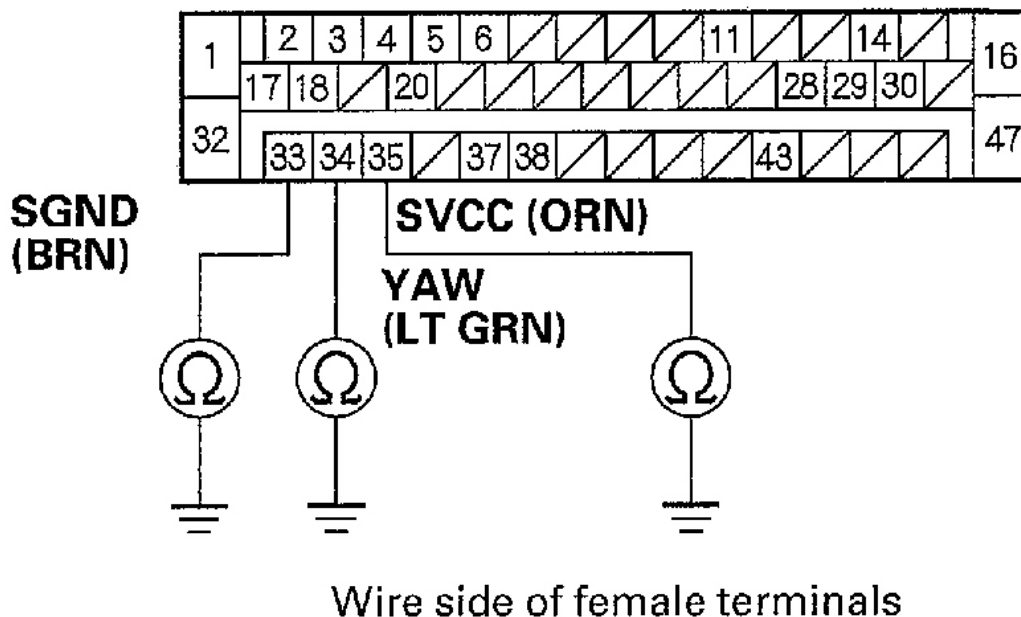 1 2 3 4 5 6 11 14 16
17 18 20 28 29 30
32 33 34 35 37 38 43 47
SGND
(BRN)
SVCC (ORN)
YAW
(LT GRN)
Ω Ω Ω
Wire side of female terminals